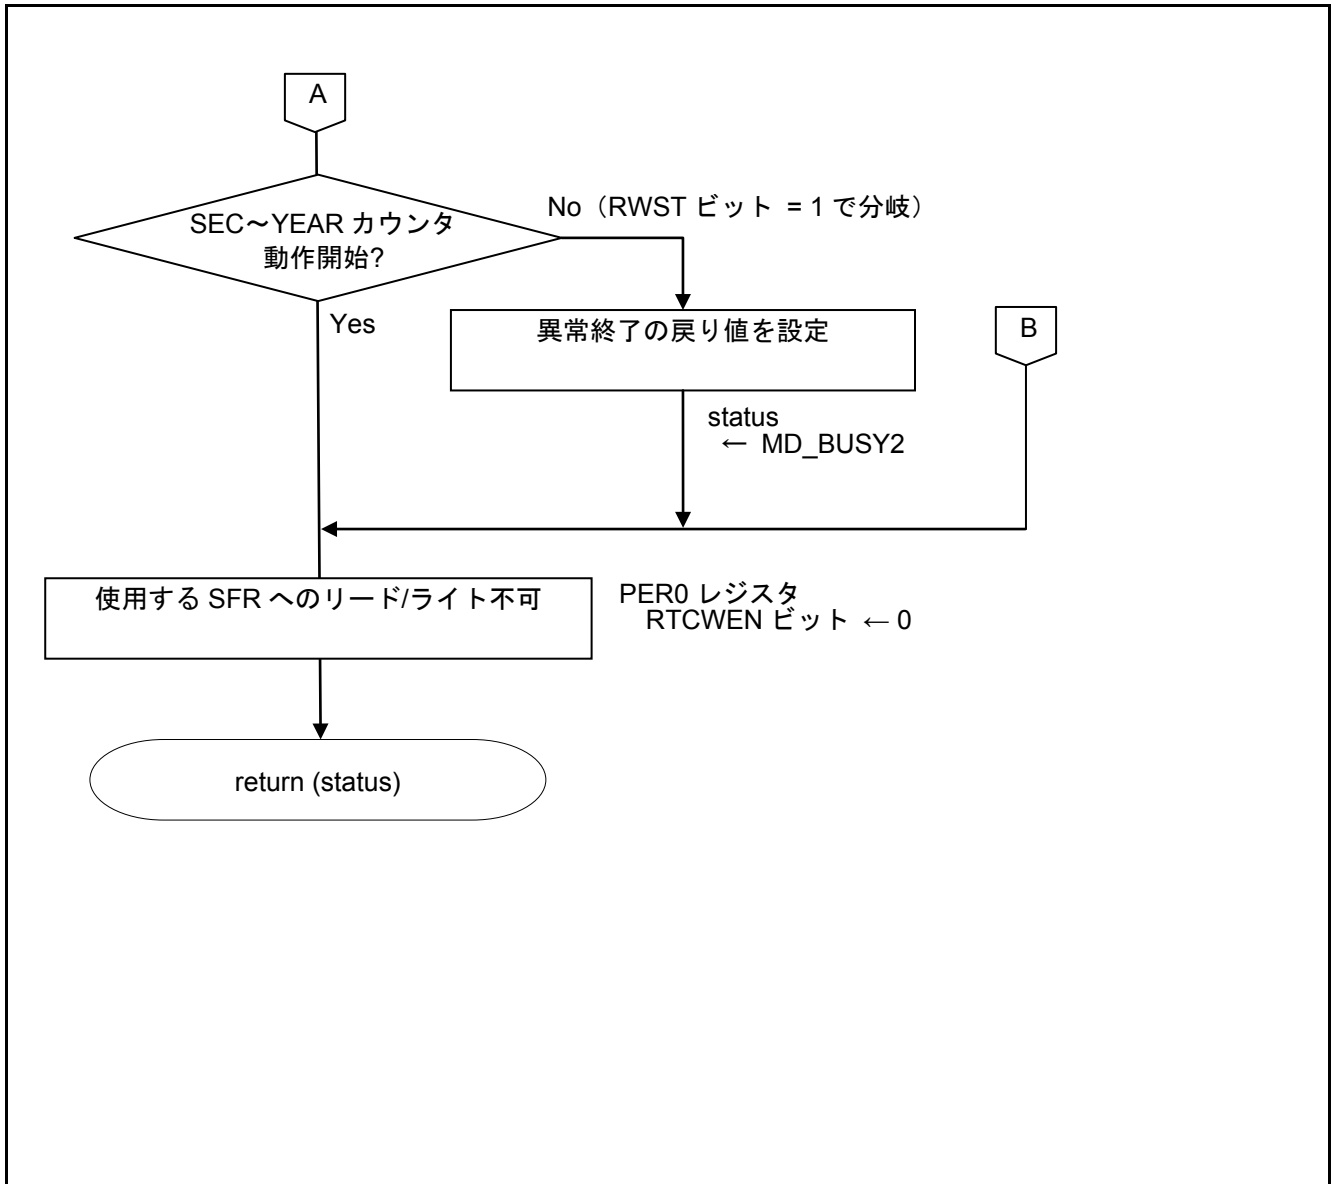 A
SEC～YEAR カウンタ
動作開始?
No（RWST ビット = 1 で分岐）
Yes
異常終了の戻り値を設定
B
status
← MD_BUSY2
使用する SFR へのリード/ライト不可
PER0 レジスタ
RTCWEN ビット ← 0
return (status)